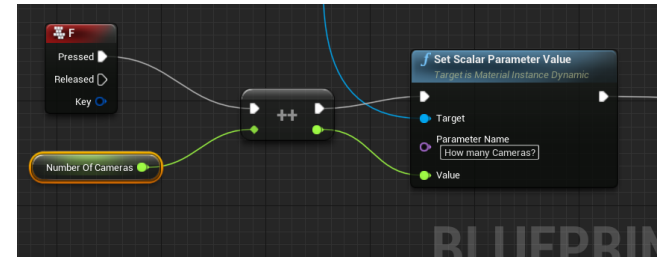 F
Pressed
Released
Key
Number Of Cameras
++
f Set Scalar Parameter Value
Target is Material Instance Dynamic
Target
Parameter Name
How many Cameras?
Value
BLUEPRIN